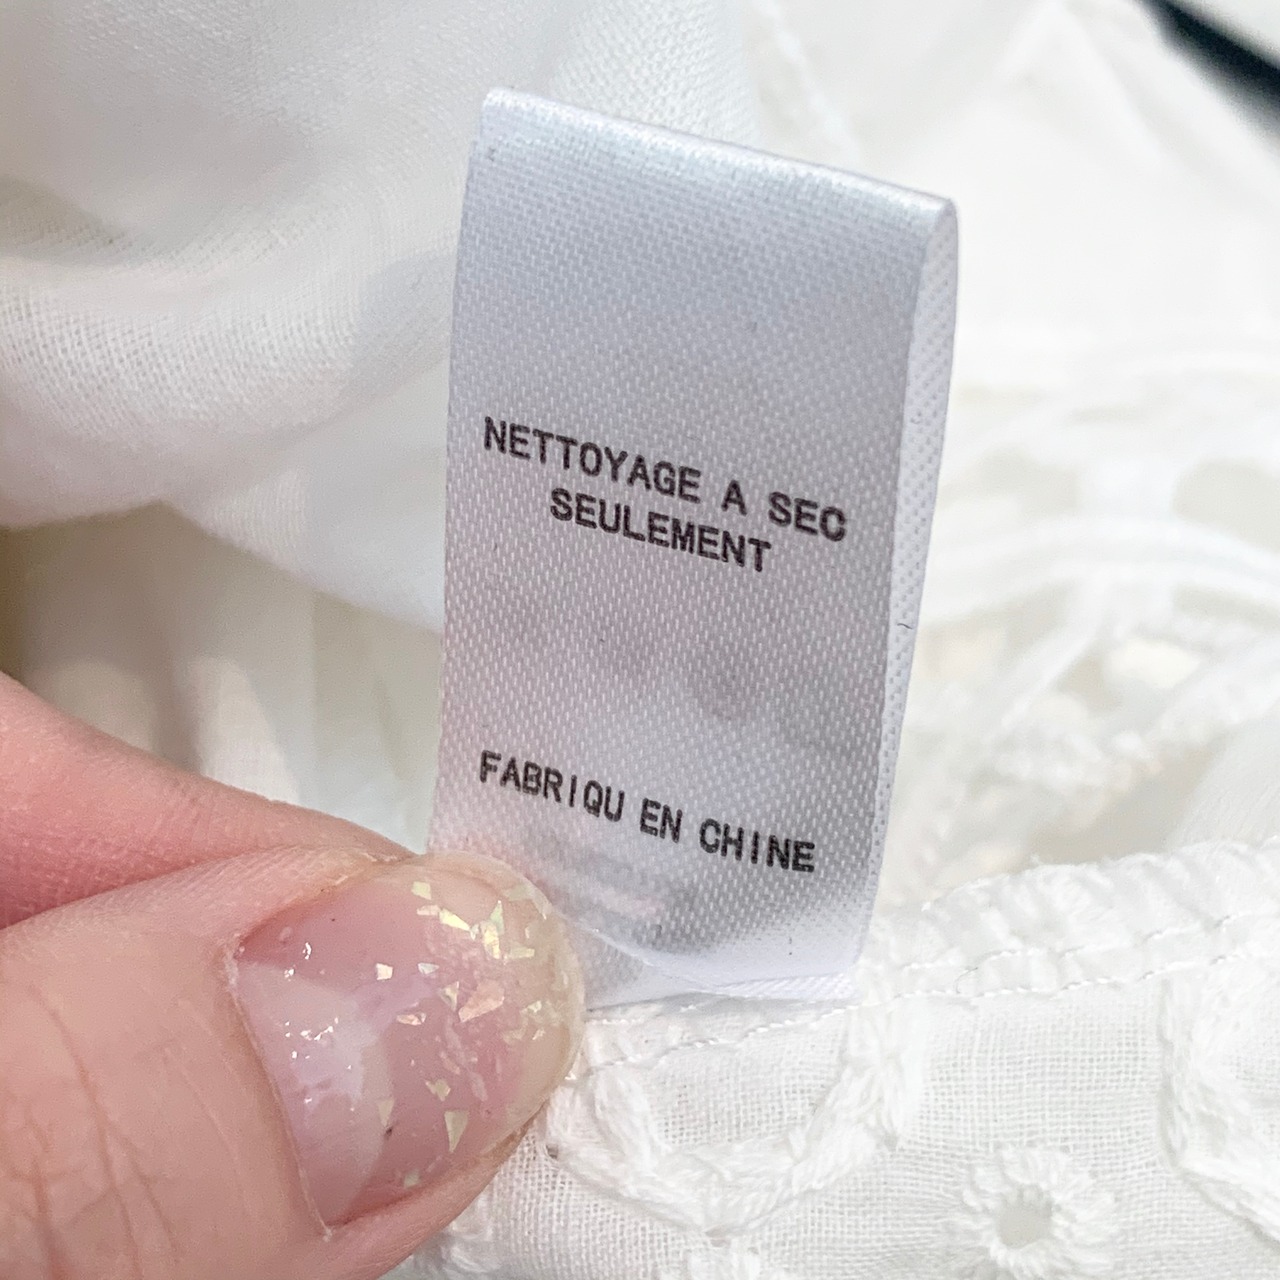 NETTOYAGE A SEC
SEULEMENT
FABRIQU EN CHINE